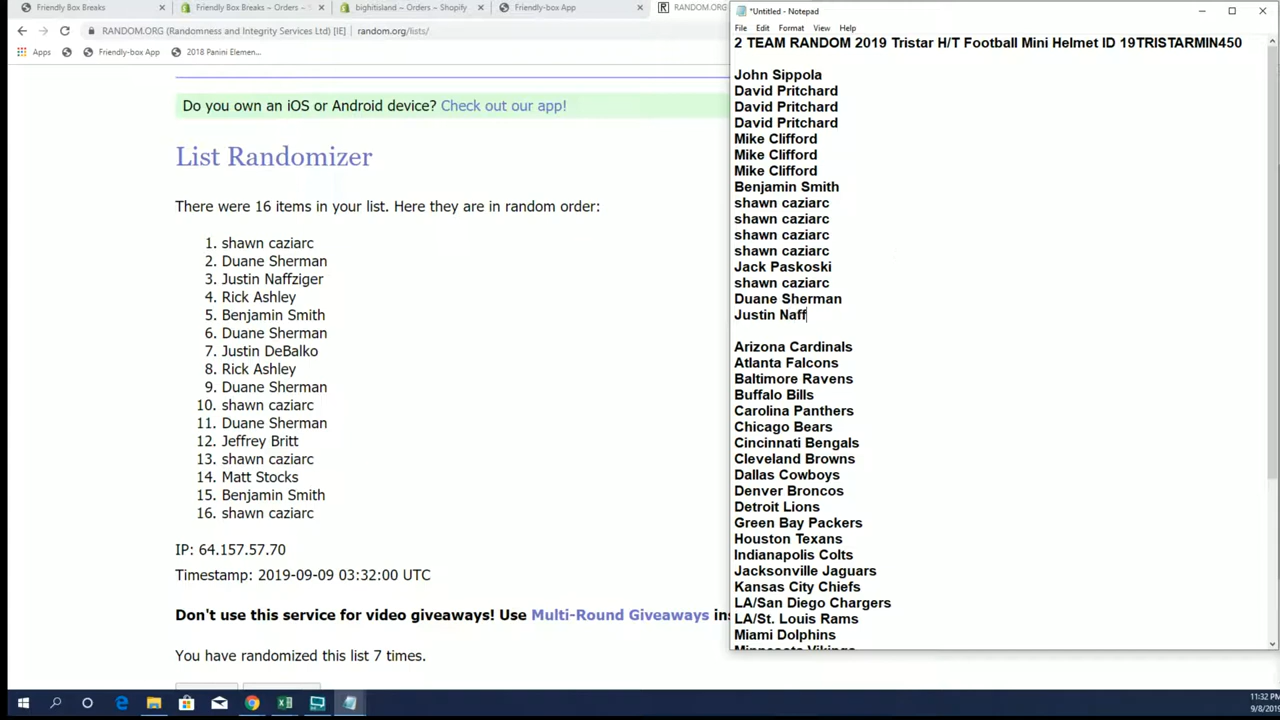 Friendly Box Breaks
Friendly Box Breaks ~ Orders ~
bighitisland ~ Orders ~ Shopify
Friendly-box App
RANDOM.ORG
RANDOM.ORG (Randomness and Integrity Services Ltd) [IE] | random.org/lists/
Apps
Friendly-box App
2018 Panini Elemen...
Do you own an iOS or Android device? Check out our app!
List Randomizer
There were 16 items in your list. Here they are in random order:
1. shawn caziarc
2. Duane Sherman
3. Justin Naffziger
4. Rick Ashley
5. Benjamin Smith
6. Duane Sherman
7. Justin DeBalko
8. Rick Ashley
9. Duane Sherman
10. shawn caziarc
11. Duane Sherman
12. Jeffrey Britt
13. shawn caziarc
14. Matt Stocks
15. Benjamin Smith
16. shawn caziarc
IP: 64.157.57.70
Timestamp: 2019-09-09 03:32:00 UTC
Don't use this service for video giveaways! Use Multi-Round Giveaways ins
You have randomized this list 7 times.
*Untitled - Notepad
File Edit Format View Help
2 TEAM RANDOM 2019 Tristar H/T Football Mini Helmet ID 19TRISTARMIN450
John Sippola
David Pritchard
David Pritchard
David Pritchard
Mike Clifford
Mike Clifford
Mike Clifford
Benjamin Smith
shawn caziarc
shawn caziarc
shawn caziarc
shawn caziarc
Jack Paskoski
shawn caziarc
Duane Sherman
Justin Naff
Arizona Cardinals
Atlanta Falcons
Baltimore Ravens
Buffalo Bills
Carolina Panthers
Chicago Bears
Cincinnati Bengals
Cleveland Browns
Dallas Cowboys
Denver Broncos
Detroit Lions
Green Bay Packers
Houston Texans
Indianapolis Colts
Jacksonville Jaguars
Kansas City Chiefs
LA/San Diego Chargers
LA/St. Louis Rams
Miami Dolphins
Minnesota Vikings
11:32 PM
9/8/2019